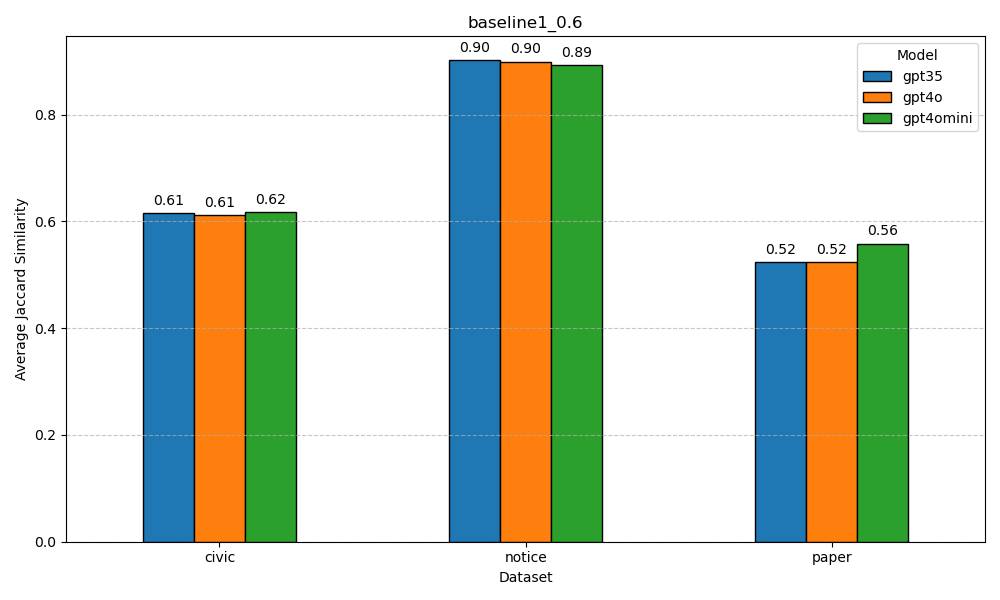 baseline1_0.6
Model
gpt35
gpt4o
gpt4omini
Average Jaccard Similarity
0.8
0.6
0.4
0.2
0.0
0.61
0.61
0.62
0.90
0.90
0.89
0.52
0.52
0.56
civic
notice
paper
Dataset